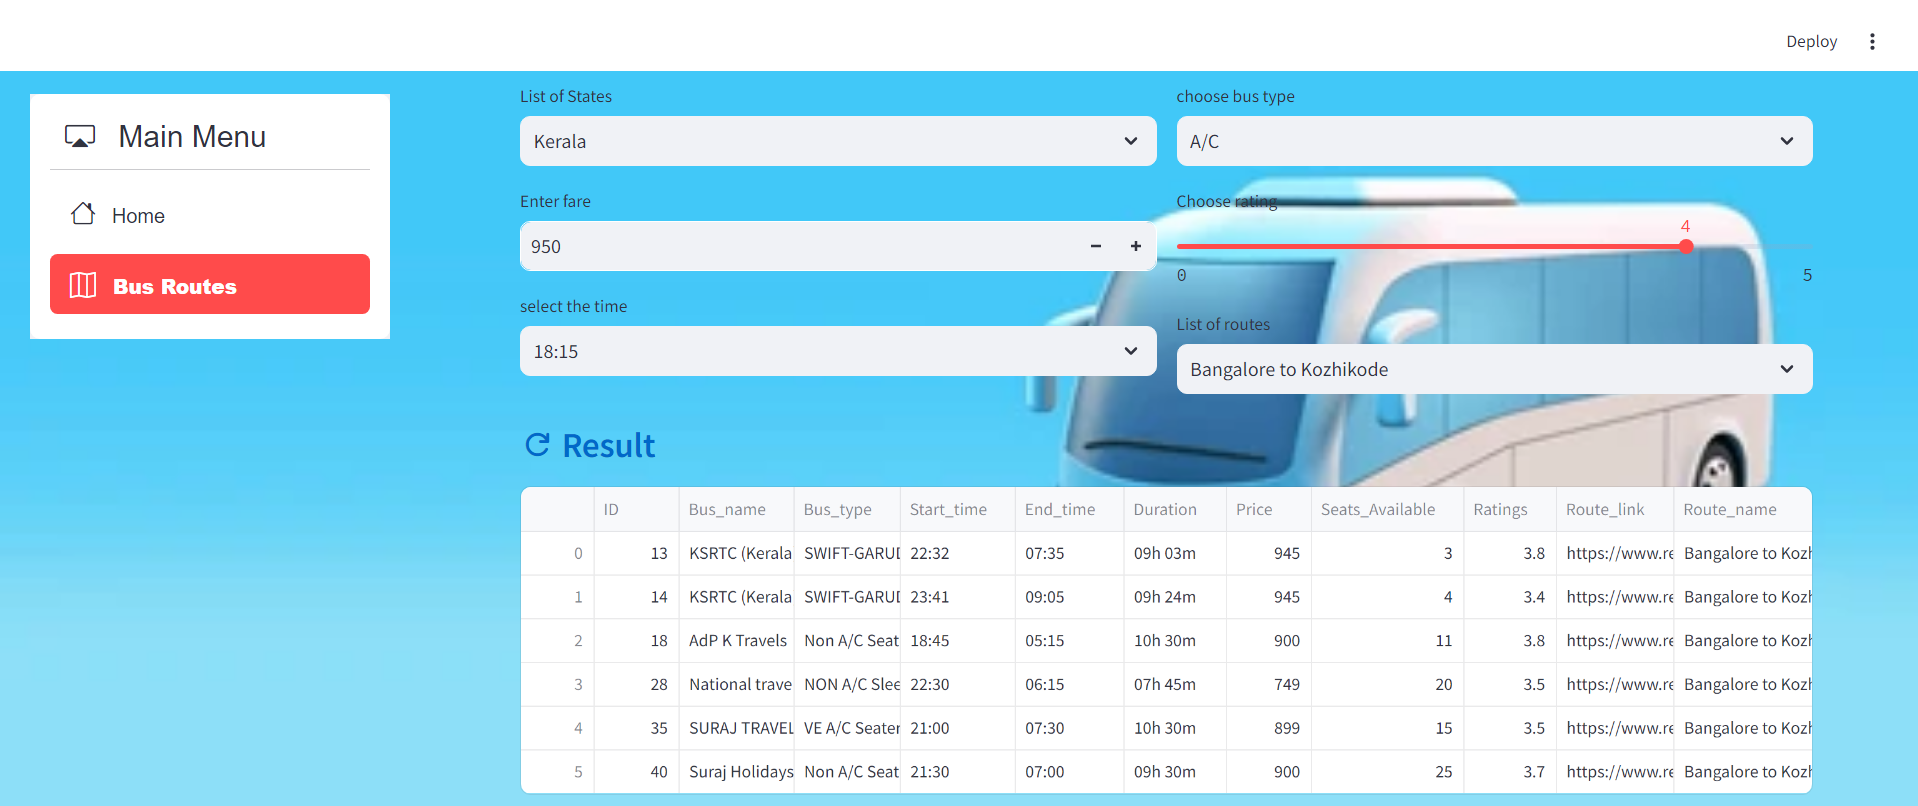 Deploy
Main Menu
Home
Bus Routes
List of States
Kerala
choose bus type
A/C
Enter fare
950
Choose rating
4
0 5
select the time
18:15
List of routes
Bangalore to Kozhikode
Result
ID Bus_name Bus_type Start_time End_time Duration Price Seats_Available Ratings Route_link Route_name
0 13 KSRTC (Kerala SWIFT-GARUD 22:32 07:35 09h 03m 945 3 3.8 https://www.re Bangalore to Kozh
1 14 KSRTC (Kerala SWIFT-GARUD 23:41 09:05 09h 24m 945 4 3.4 https://www.re Bangalore to Kozh
2 18 AdP K Travels Non A/C Seat 18:45 05:15 10h 30m 900 11 3.8 https://www.re Bangalore to Kozh
3 28 National trave NON A/C Slee 22:30 06:15 07h 45m 749 20 3.5 https://www.re Bangalore to Kozh
4 35 SURAJ TRAVEL VE A/C Seater 21:00 07:30 10h 30m 899 15 3.5 https://www.re Bangalore to Kozh
5 40 Suraj Holidays Non A/C Seat 21:30 07:00 09h 30m 900 25 3.7 https://www.re Bangalore to Kozh